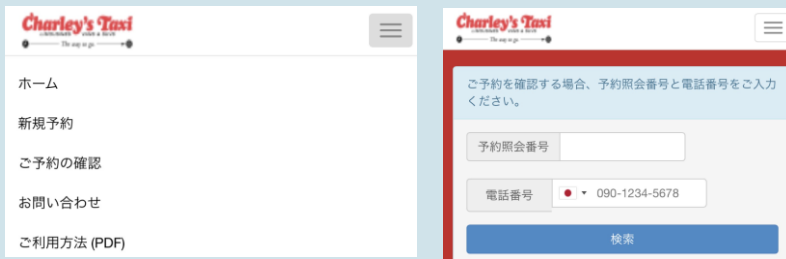 Charley's Taxi
The way to go.
ホーム
新規予約
ご予約の確認
お問い合わせ
ご利用方法 (PDF)
Charley's Taxi
The way to go.
ご予約を確認する場合、予約照会番号と電話番号をご入力
ください。
予約照会番号
電話番号 090-1234-5678
検索